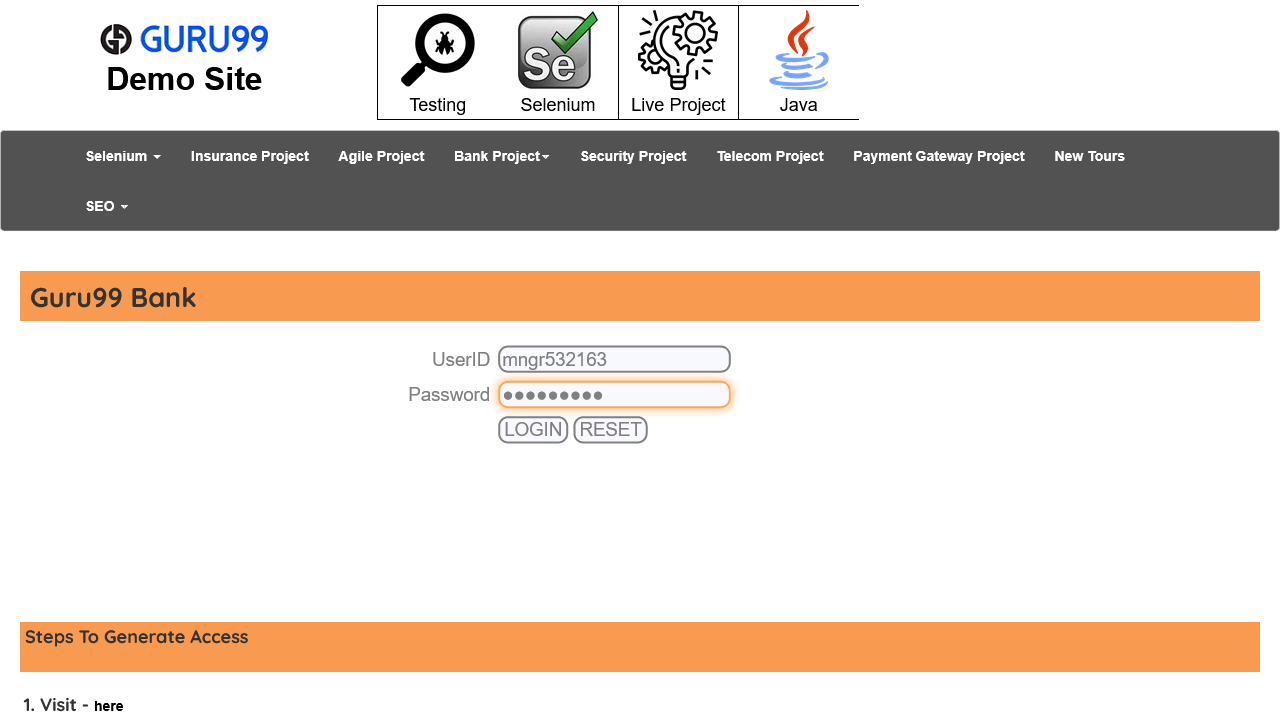 GURU99
Demo Site
Se
Testing
Selenium
Live Project
Java
Selenium
Insurance Project
Agile Project
Bank Project
Security Project
Telecom Project
Payment Gateway Project
New Tours
SEO
Guru99 Bank
UserID mngr532163
Password •••••••••
LOGIN RESET
Steps To Generate Access
1. Visit - here